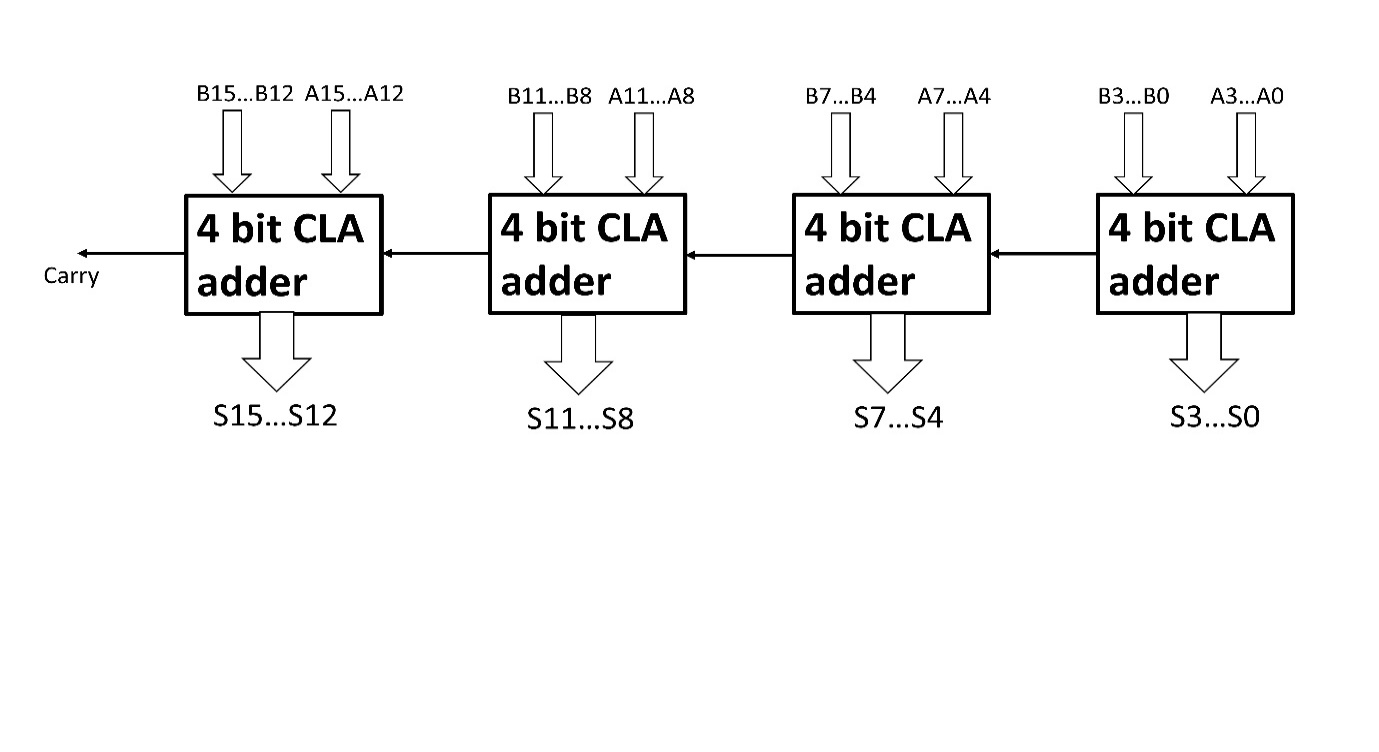 B15...B12 A15...A12 B11...B8 A11...A8 B7...B4 A7...A4 B3...B0 A3...A0
4 bit CLA adder
4 bit CLA adder
4 bit CLA adder
4 bit CLA adder
Carry
S15...S12 S11...S8 S7...S4 S3...S0